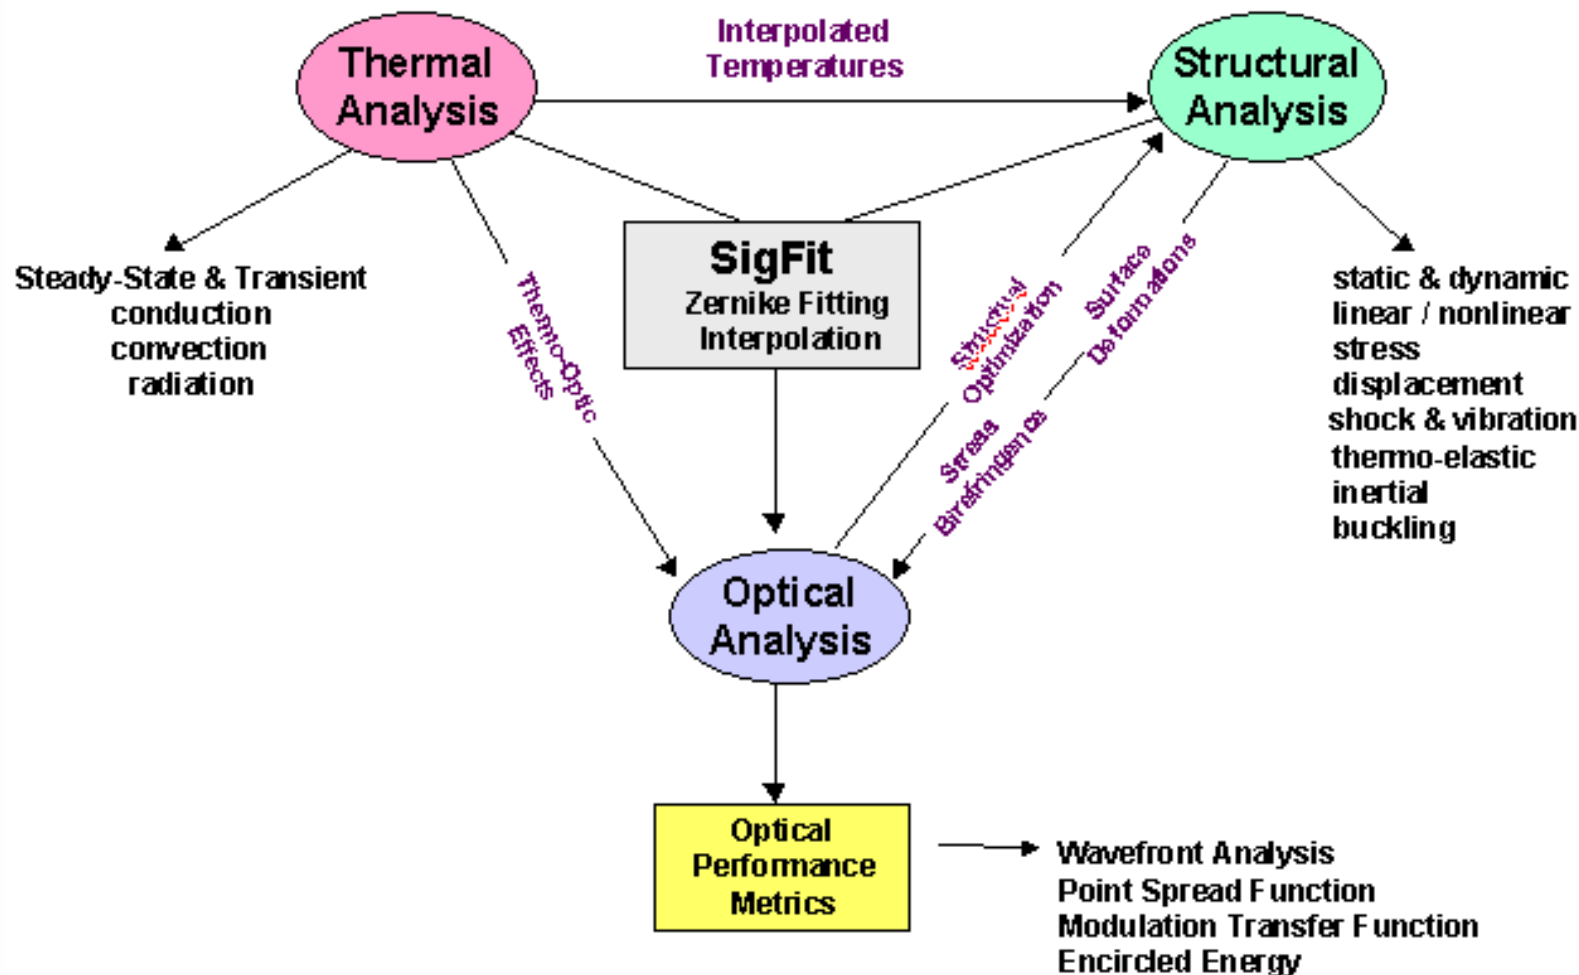 Interpolated
Temperatures
Thermal
Analysis
Structural
Analysis
SigFit
Zernike Fitting
Interpolation
Steady-State & Transient
conduction
convection
radiation
Thermo-Optic
Effects
Structural
Optimization
Surface
Deformations
Stress
Birefringence
static & dynamic
linear / nonlinear
stress
displacement
shock & vibration
thermo-elastic
inertial
buckling
Optical
Analysis
Optical
Performance
Metrics
Wavefront Analysis
Point Spread Function
Modulation Transfer Function
Encircled Energy